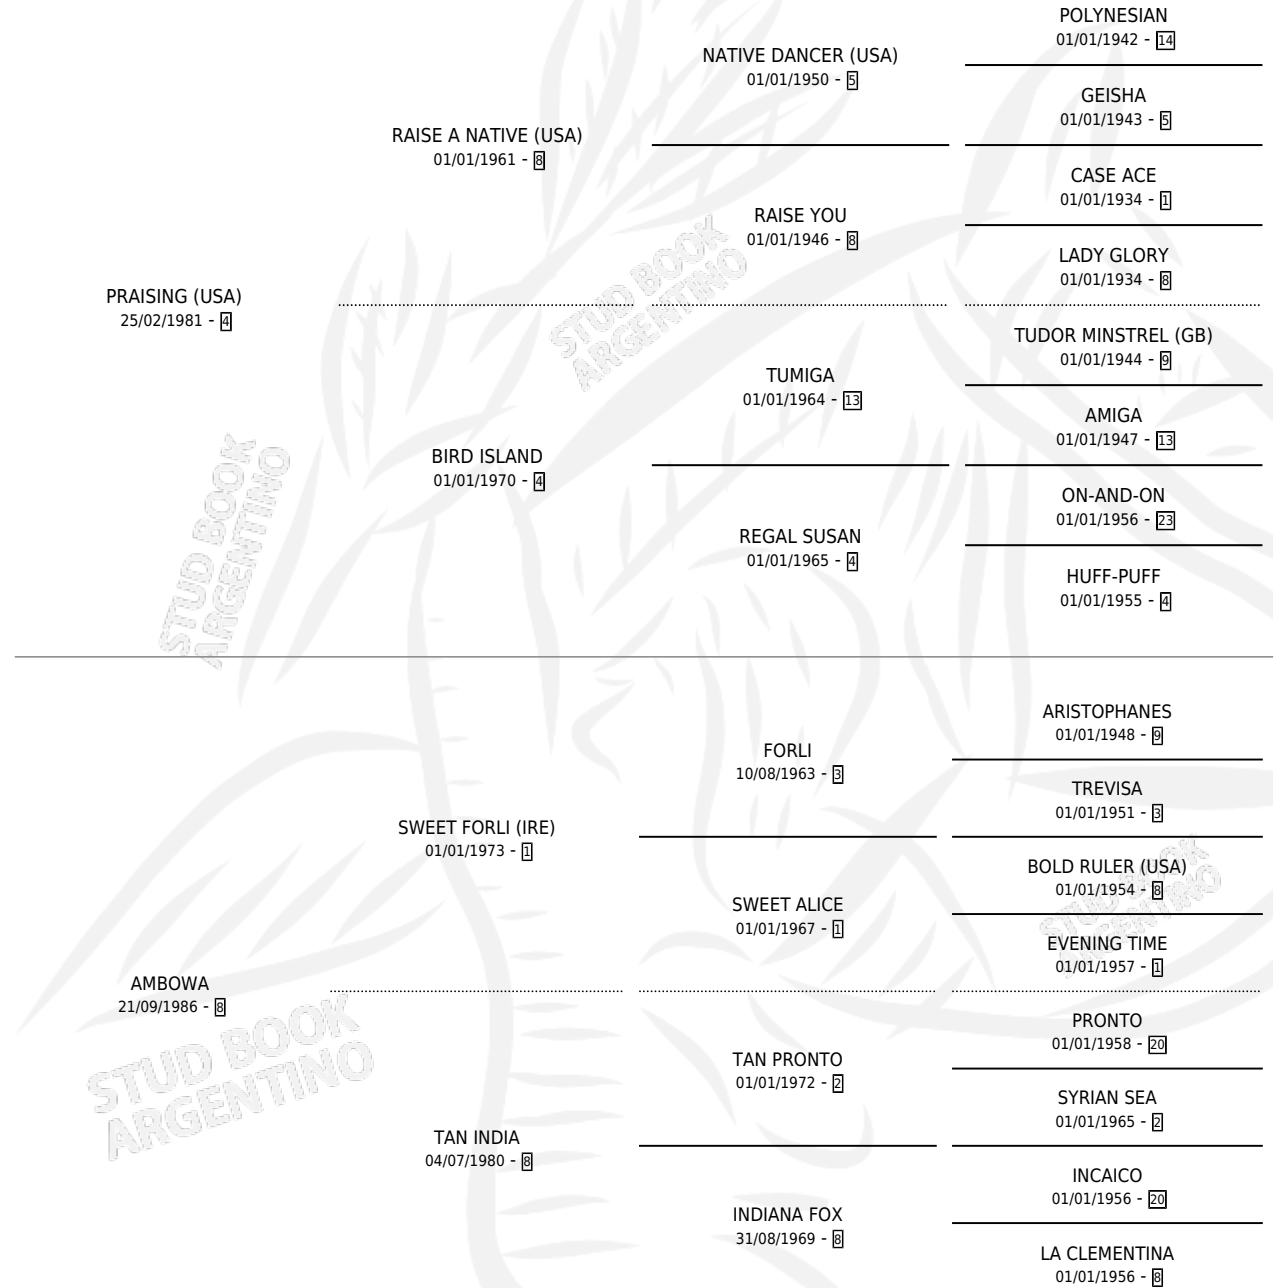 POLYNESIAN
01/01/1942 - 14
NATIVE DANCER (USA)
01/01/1950 - 5
GEISHA
01/01/1943 - 5
RAISE A NATIVE (USA)
01/01/1961 - 8
CASE ACE
01/01/1934 - 1
RAISE YOU
01/01/1946 - 8
LADY GLORY
01/01/1934 - 8
PRAISING (USA)
25/02/1981 - 4
STUD BOOK
ARGENTINO
TUDOR MINSTREL (GB)
01/01/1944 - 9
TUMIGA
01/01/1964 - 13
AMIGA
01/01/1947 - 13
BIRD ISLAND
01/01/1970 - 4
ON-AND-ON
01/01/1956 - 23
REGAL SUSAN
01/01/1965 - 4
HUFF-PUFF
01/01/1955 - 4
STUD BOOK
ARGENTINO
ARISTOPHANES
01/01/1948 - 9
FORLI
10/08/1963 - 3
TREVISA
01/01/1951 - 3
SWEET FORLI (IRE)
01/01/1973 - 1
BOLD RULER (USA)
01/01/1954 - 8
SWEET ALICE
01/01/1967 - 1
STUD BOOK
ARGENTINO
EVENING TIME
01/01/1957 - 1
AMBOWA
21/09/1986 - 8
PRONTO
01/01/1958 - 20
TAN PRONTO
01/01/1972 - 2
STUD BOOK
ARGENTINO
SYRIAN SEA
01/01/1965 - 2
TAN INDIA
04/07/1980 - 8
INCAICO
01/01/1956 - 20
INDIANA FOX
31/08/1969 - 8
LA CLEMENTINA
01/01/1956 - 8